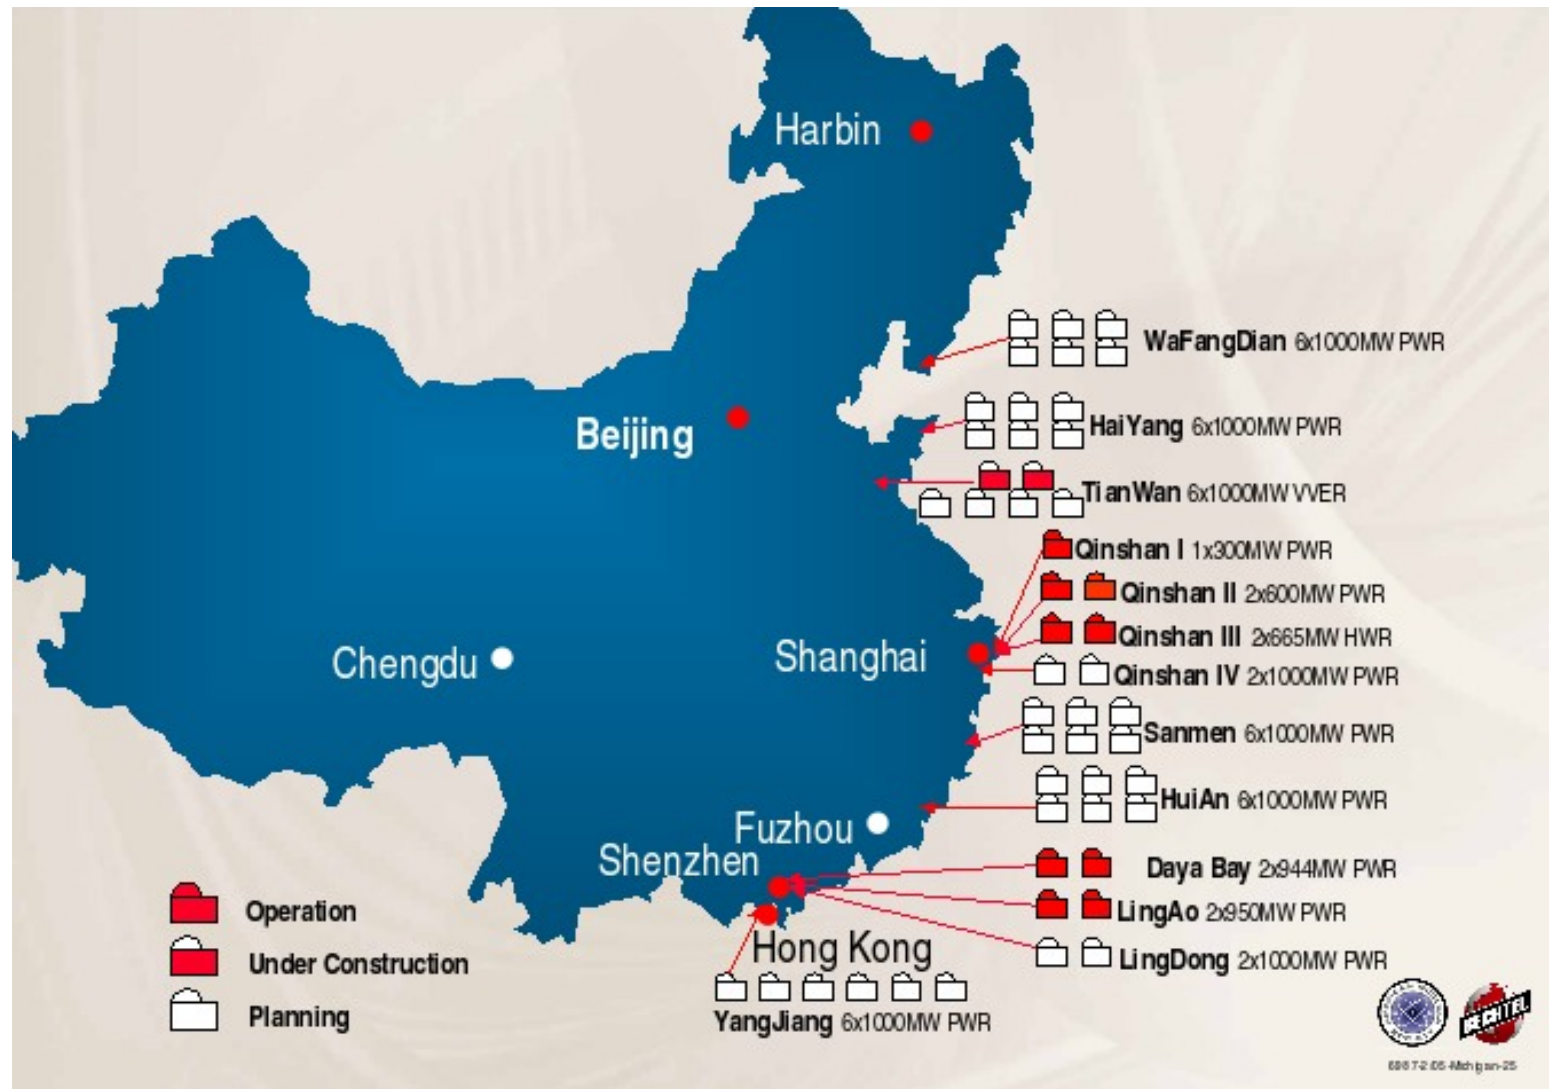 Harbin
WaFangDian 6x1000MW PWR
HaiYang 6x1000MW PWR
Beijing
TianWan 6x1000MW VVER
Qinshan I 1x300MW PWR
Qinshan II 2x600MW PWR
Qinshan III 2x665MW HWR
Shanghai
Chengdu
Qinshan IV 2x1000MW PWR
Sanmen 6x1000MW PWR
HuiAn 6x1000MW PWR
Fuzhou
Shenzhen
Daya Bay 2x944MW PWR
Operation
LingAo 2x950MW PWR
Hong Kong
Under Construction
LingDong 2x1000MW PWR
Planning
YangJiang 6x1000MW PWR
BECHTEL